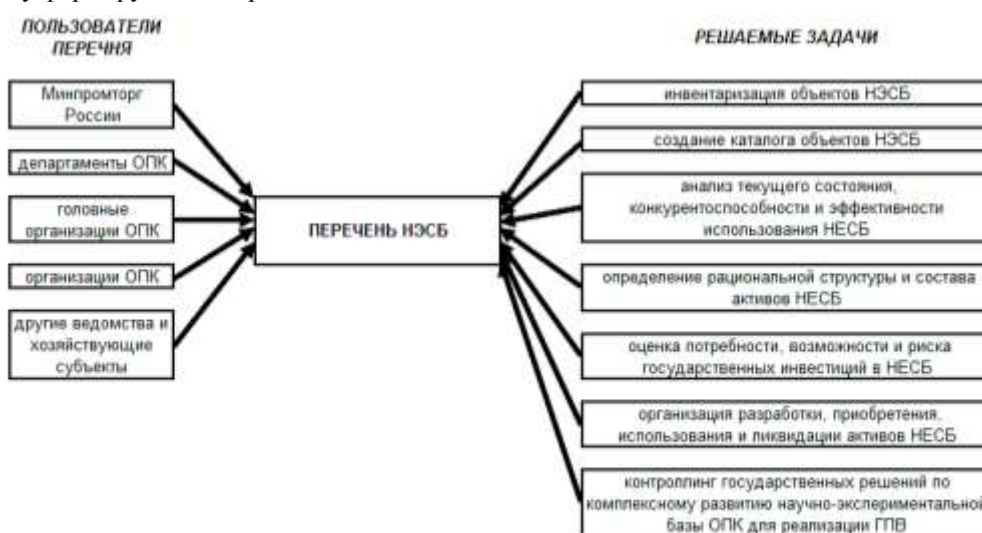 ПОЛЬЗОВАТЕЛИ
ПЕРЕЧНЯ
Минпромторг
России
департаменты ОПК
головные
организации ОПК
организации ОПК
другие ведомства и
хозяйствующие
субъекты
ПЕРЕЧЕНЬ НЭСБ
РЕШАЕМЫЕ ЗАДАЧИ
инвентаризация объектов НЭСБ
создание каталога объектов НЭСБ
анализ текущего состояния,
конкурентоспособности и эффективности
использования НЕСБ
определение рациональной структуры и состава
активов НЕСБ
оценка потребности, возможности и риска
государственных инвестиций в НЕСБ
организация разработки, приобретения,
использования и ликвидации активов НЕСБ
контроллинг государственных решений по
комплексному развитию научно-экспериментальной
базы ОПК для реализации ГПВ